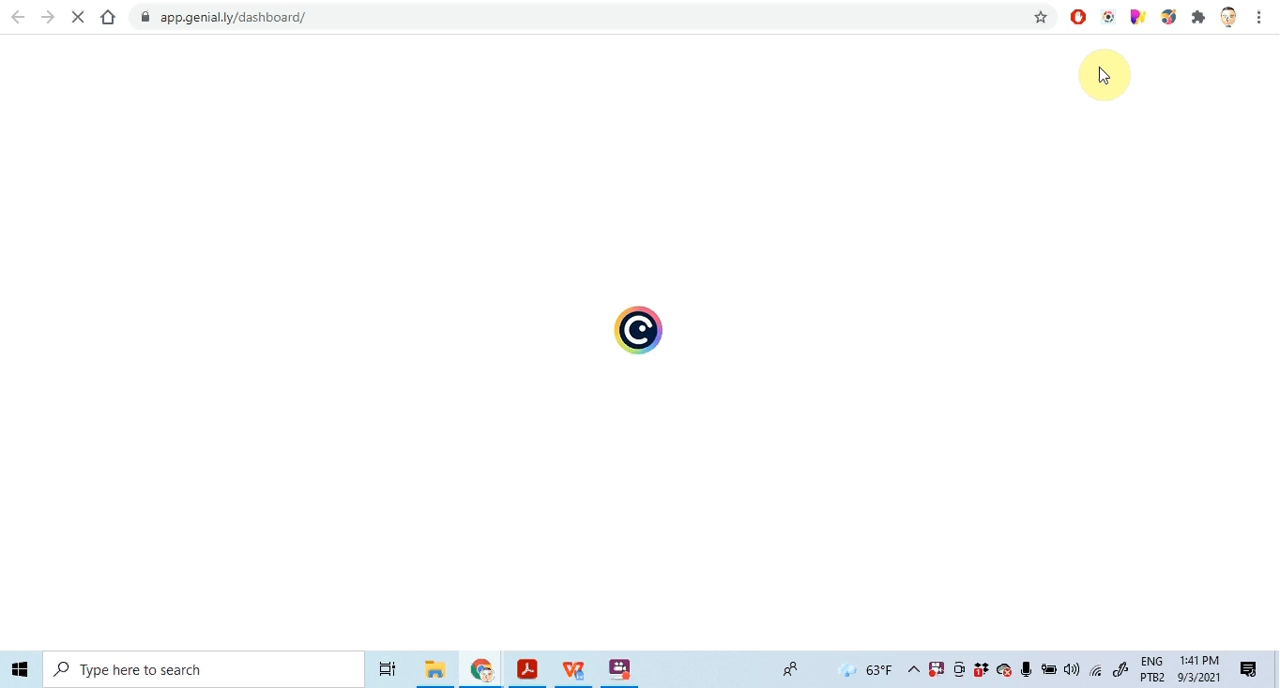 app.genial.ly/dashboard/
Type here to search
63°F
ENG
PTB2
1:41 PM
9/3/2021